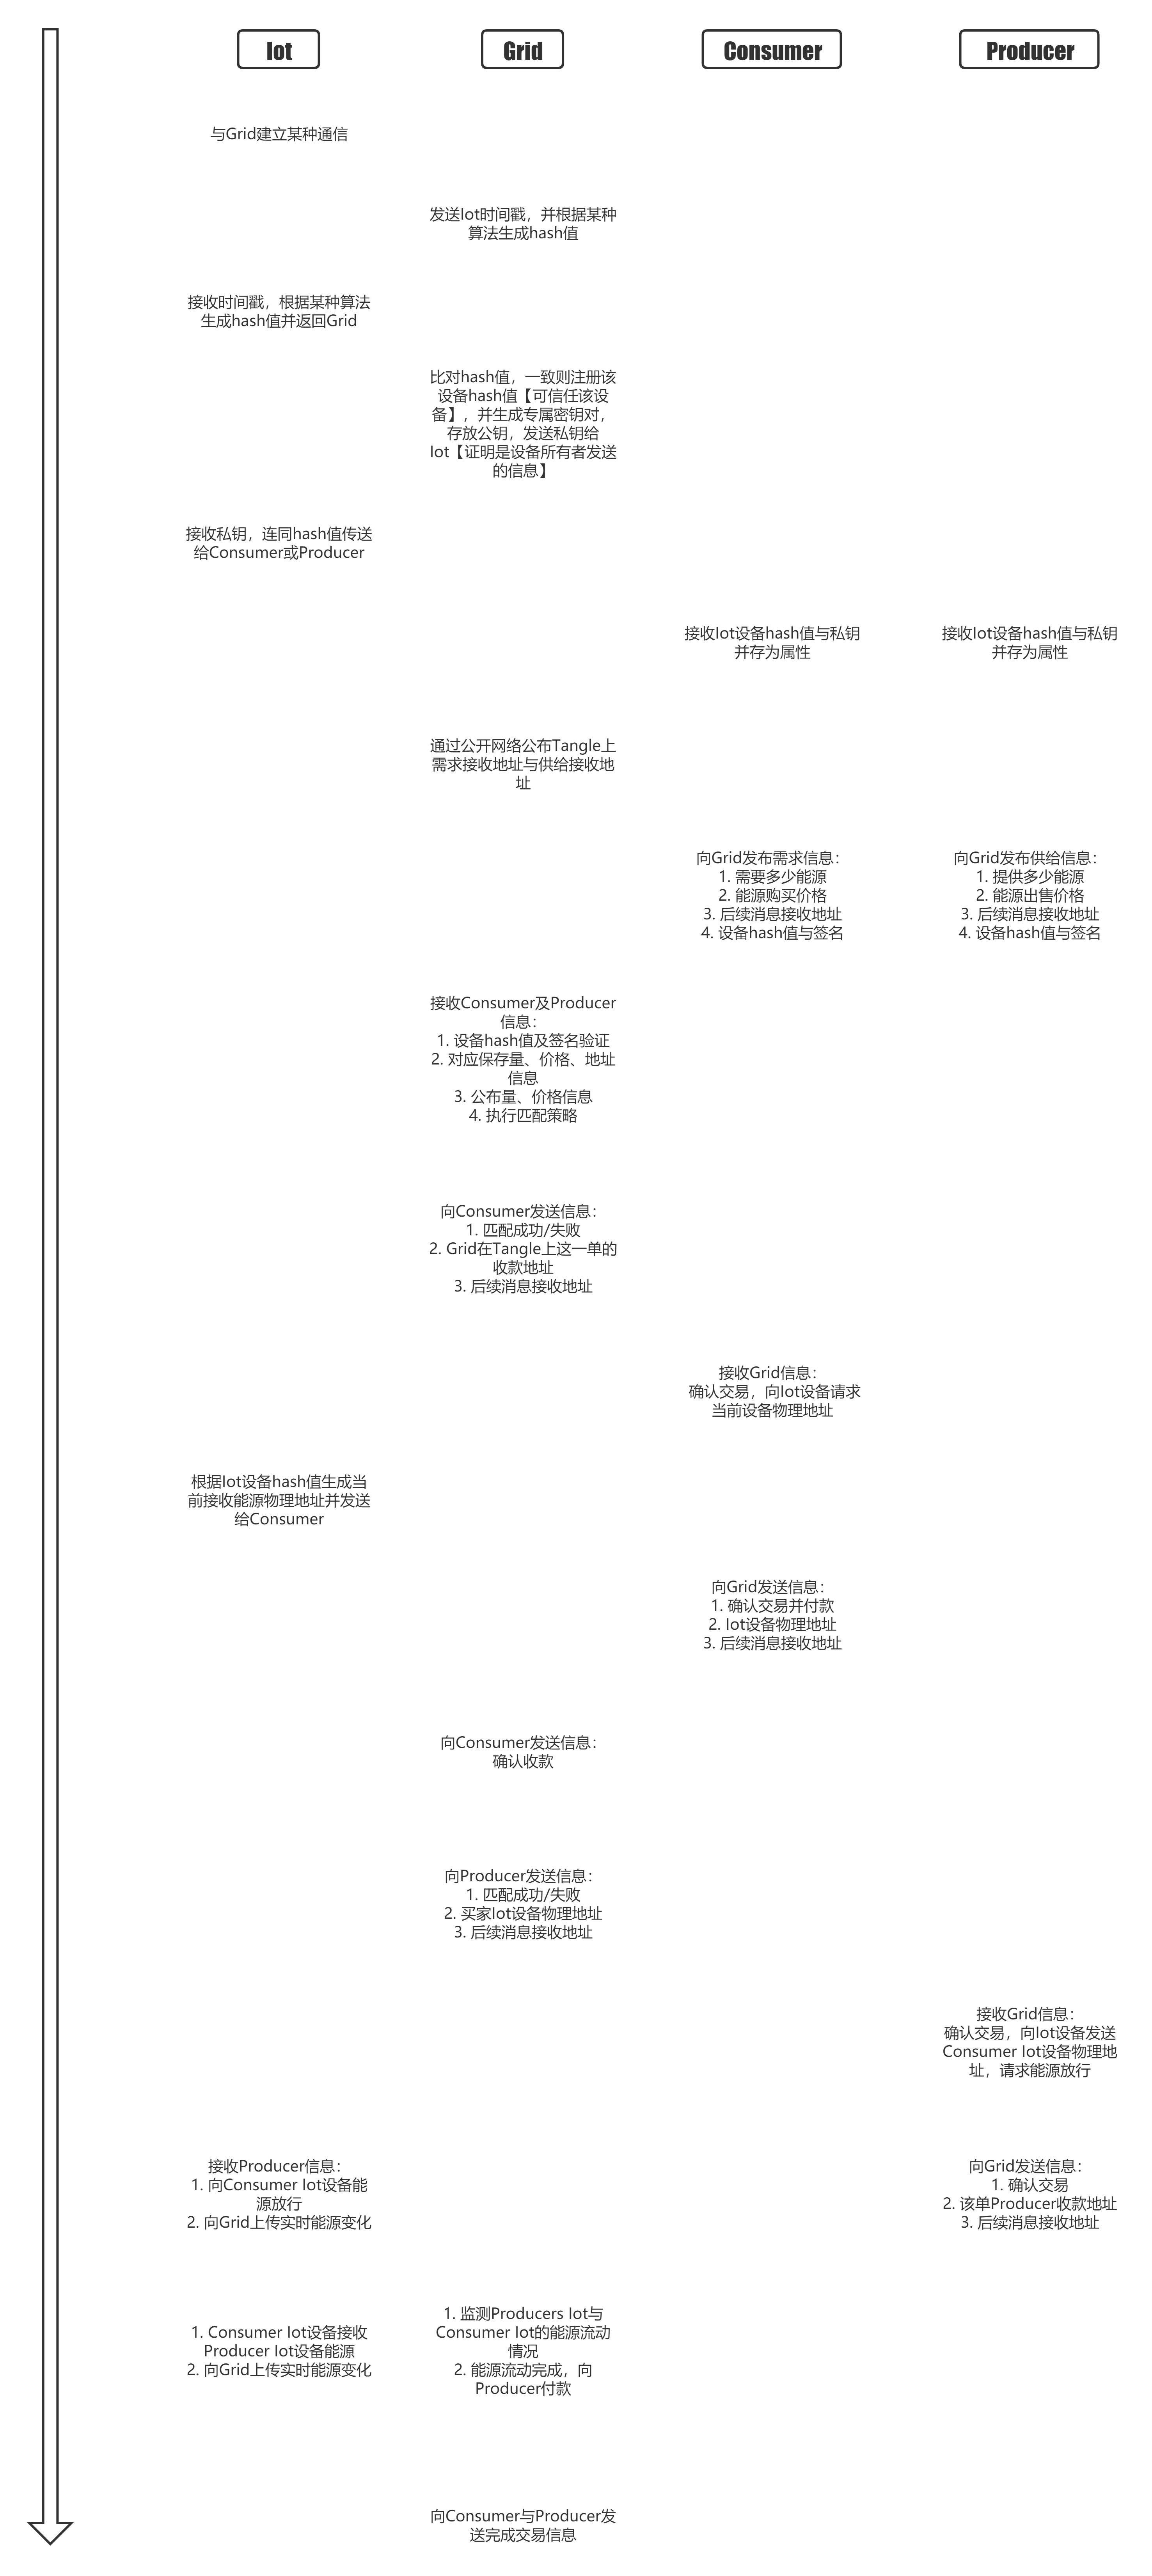 Iot
Grid
Consumer
Producer
与Grid建立某种通信
发送Iot时间戳，并根据某种
算法生成hash值
接收时间戳，根据某种算法
生成hash值并返回Grid
比对hash值，一致则注册该
设备hash值【可信任该设
备】，并生成专属密钥对，
存放公钥，发送私钥给
Iot【证明是设备所有者发送
的信息】
接收私钥，连同hash值传送
给Consumer或Producer
接收Iot设备hash值与私钥
并存为属性
接收Iot设备hash值与私钥
并存为属性
通过公开网络公布Tangle上
需求接收地址与供给接收地
址
向Grid发布需求信息：
1. 需要多少能源
2. 能源购买价格
3. 后续消息接收地址
4. 设备hash值与签名
向Grid发布供给信息：
1. 提供多少能源
2. 能源出售价格
3. 后续消息接收地址
4. 设备hash值与签名
接收Consumer及Producer
信息：
1. 设备hash值及签名验证
2. 对应保存量、价格、地址
信息
3. 公布量、价格信息
4. 执行匹配策略
向Consumer发送信息：
1. 匹配成功/失败
2. Grid在Tangle上这一单的
收款地址
3. 后续消息接收地址
接收Grid信息：
确认交易，向Iot设备请求
当前设备物理地址
根据Iot设备hash值生成当
前接收能源物理地址并发送
给Consumer
向Grid发送信息：
1. 确认交易并付款
2. Iot设备物理地址
3. 后续消息接收地址
向Consumer发送信息：
确认收款
向Producer发送信息：
1. 匹配成功/失败
2. 买家Iot设备物理地址
3. 后续消息接收地址
接收Grid信息：
确认交易，向Iot设备发送
Consumer Iot设备物理地
址，请求能源放行
接收Producer信息：
1. 向Consumer Iot设备能
源放行
2. 向Grid上传实时能源变化
向Grid发送信息：
1. 确认交易
2. 该单Producer收款地址
3. 后续消息接收地址
1. Consumer Iot设备接收
Producer Iot设备能源
2. 向Grid上传实时能源变化
1. 监测Producers Iot与
Consumer Iot的能源流动
情况
2. 能源流动完成，向
Producer付款
向Consumer与Producer发
送完成交易信息